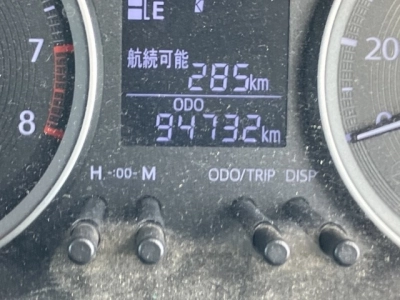 E
7
航続可能
20
285km
ODO
8
94732km
H -:00- M
ODO/TRIP DISP